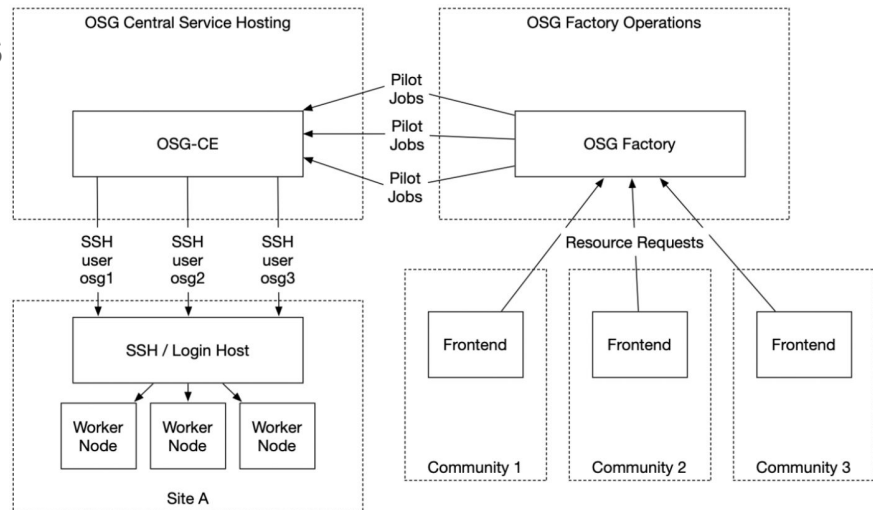 OSG Central Service Hosting
OSG Factory Operations
Pilot
Jobs
Pilot
Jobs
Pilot
Jobs
OSG-CE
OSG Factory
SSH
user
osg1
SSH
user
osg2
SSH
user
osg3
Resource Requests
SSH / Login Host
Frontend
Frontend
Frontend
Worker
Node
Worker
Node
Worker
Node
Community 1
Community 2
Community 3
Site A